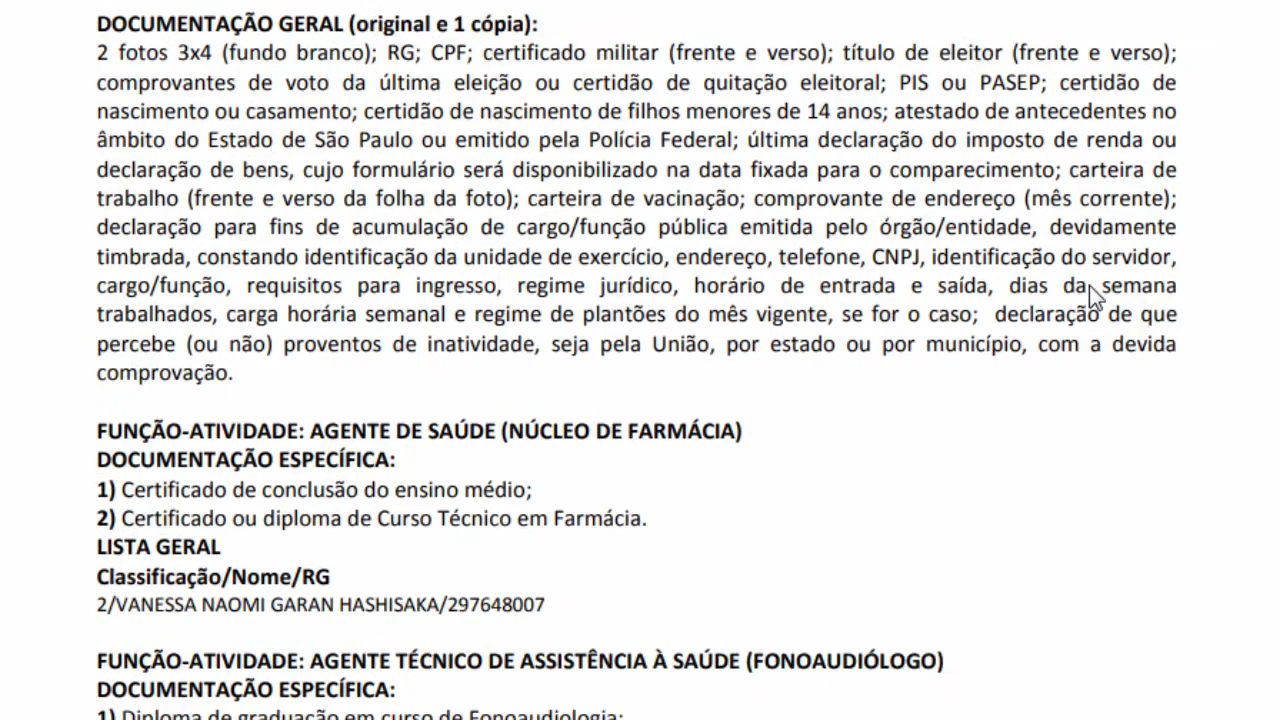 DOCUMENTAÇÃO GERAL (original e 1 cópia):
2 fotos 3x4 (fundo branco); RG; CPF; certificado militar (frente e verso); título de eleitor (frente e verso);
comprovantes de voto da última eleição ou certidão de quitação eleitoral; PIS ou PASEP; certidão de
nascimento ou casamento; certidão de nascimento de filhos menores de 14 anos; atestado de antecedentes no
âmbito do Estado de São Paulo ou emitido pela Polícia Federal; última declaração do imposto de renda ou
declaração de bens, cujo formulário será disponibilizado na data fixada para o comparecimento; carteira de
trabalho (frente e verso da folha da foto); carteira de vacinação; comprovante de endereço (mês corrente);
declaração para fins de acumulação de cargo/função pública emitida pelo órgão/entidade, devidamente
timbrada, constando identificação da unidade de exercício, endereço, telefone, CNPJ, identificação do servidor,
cargo/função, requisitos para ingresso, regime jurídico, horário de entrada e saída, dias da semana
trabalhados, carga horária semanal e regime de plantões do mês vigente, se for o caso; declaração de que
percebe (ou não) proventos de inatividade, seja pela União, por estado ou por município, com a devida
comprovação.
FUNÇÃO-ATIVIDADE: AGENTE DE SAÚDE (NÚCLEO DE FARMÁCIA)
DOCUMENTAÇÃO ESPECÍFICA:
1) Certificado de conclusão do ensino médio;
2) Certificado ou diploma de Curso Técnico em Farmácia.
LISTA GERAL
Classificação/Nome/RG
2/VANESSA NAOMI GARAN HASHISAKA/297648007
FUNÇÃO-ATIVIDADE: AGENTE TÉCNICO DE ASSISTÊNCIA À SAÚDE (FONOAUDIÓLOGO)
DOCUMENTAÇÃO ESPECÍFICA:
1) Diploma de graduação em curso de Fonoaudiologia;